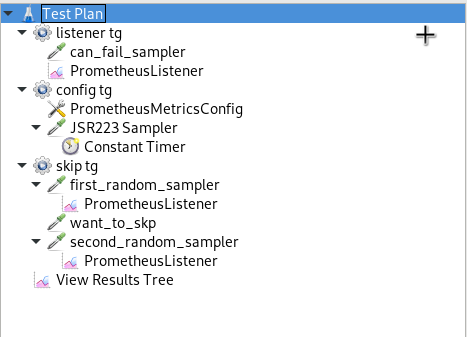 Test Plan
listener tg
can_fail_sampler
PrometheusListener
config tg
PrometheusMetricsConfig
JSR223 Sampler
Constant Timer
skip tg
first_random_sampler
PrometheusListener
want_to_skp
second_random_sampler
PrometheusListener
View Results Tree